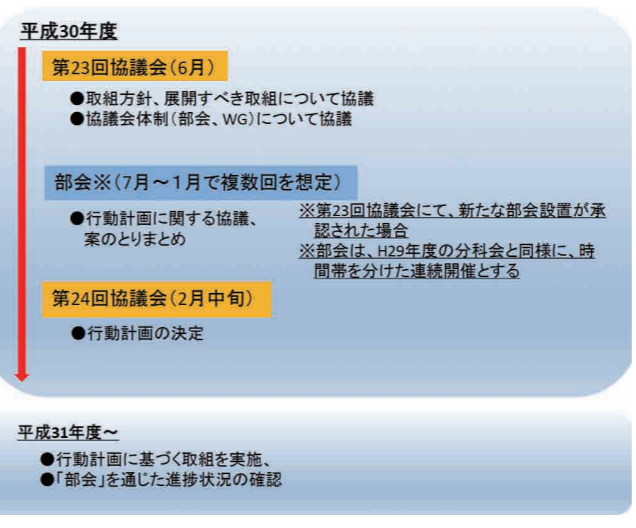 平成30年度
第23回協議会(6月)
●取組方針、展開すべき取組について協議
●協議会体制(部会、WG)について協議
部会※(7月～1月で複数回を想定)
●行動計画に関する協議、
案のとりまとめ
※第23回協議会にて、新たな部会設置が承
認された場合
※部会は、H29年度の分科会と同様に、時
間帯を分けた連続開催とする
第24回協議会(2月中旬)
●行動計画の決定
平成31年度～
●行動計画に基づく取組を実施、
●「部会」を通じた進捗状況の確認